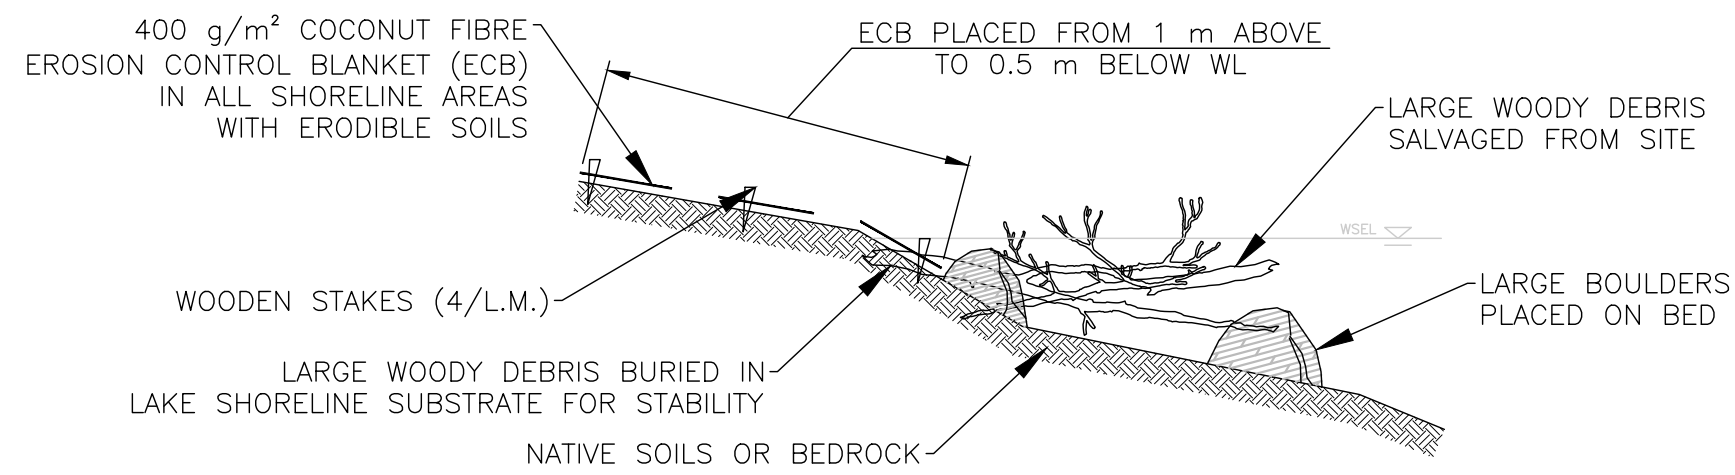 400 g/m² COCONUT FIBRE
EROSION CONTROL BLANKET (ECB)
IN ALL SHORELINE AREAS
WITH ERODIBLE SOILS
ECB PLACED FROM 1 m ABOVE
TO 0.5 m BELOW WL
LARGE WOODY DEBRIS
SALVAGED FROM SITE
WSEL
LARGE BOULDERS
PLACED ON BED
WOODEN STAKES (4/L.M.)
LARGE WOODY DEBRIS BURIED IN
LAKE SHORELINE SUBSTRATE FOR STABILITY
NATIVE SOILS OR BEDROCK